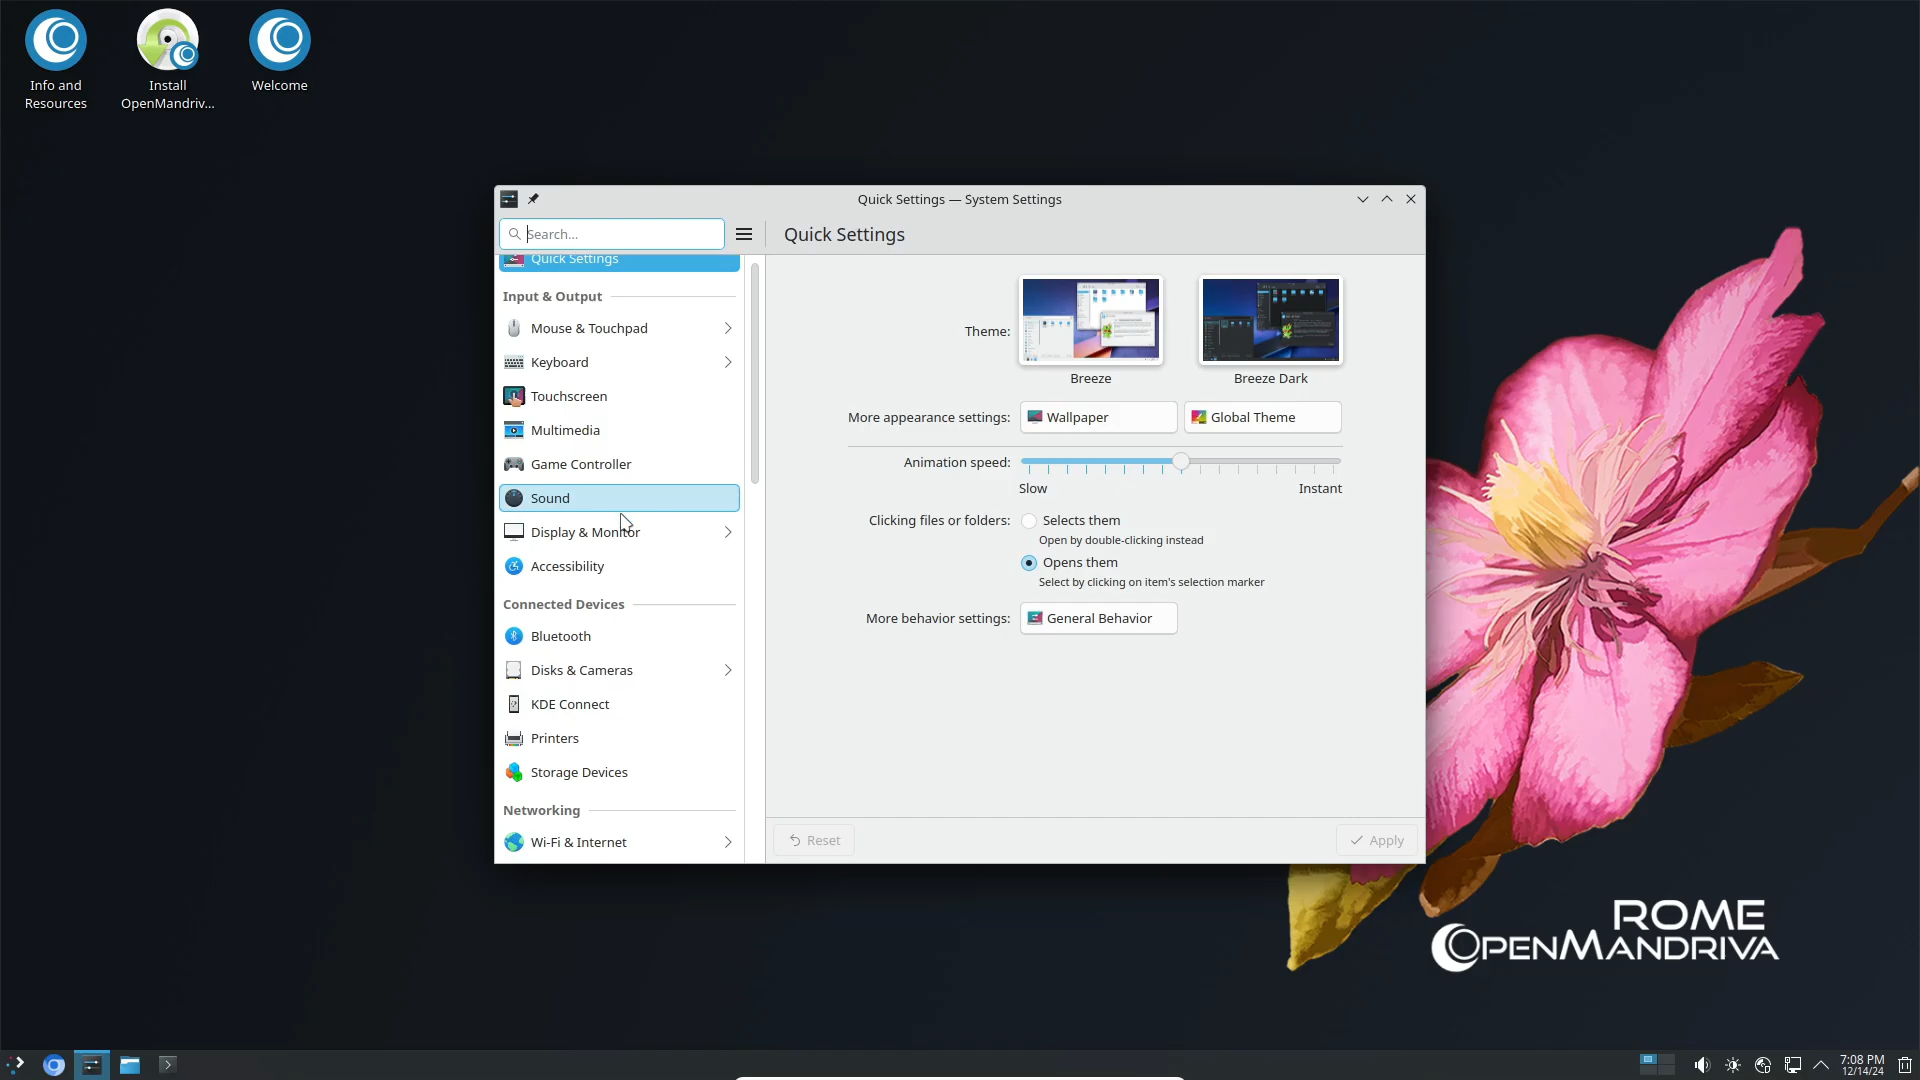 Info and
Resources
Install
OpenMandriv...
Welcome
Quick Settings — System Settings
Search...
Quick Settings
Quick Settings
Input & Output
Mouse & Touchpad
Keyboard
Touchscreen
Multimedia
Game Controller
Sound
Display & Monitor
Accessibility
Connected Devices
Bluetooth
Disks & Cameras
KDE Connect
Printers
Storage Devices
Networking
Wi-Fi & Internet
Theme:
Breeze
Breeze Dark
More appearance settings:
Wallpaper
Global Theme
Animation speed:
Slow
Instant
Clicking files or folders:
Selects them
Open by double-clicking instead
Opens them
Select by clicking on item's selection marker
More behavior settings:
General Behavior
Reset
Apply
ROME
OPENMANDRIVA
7:08 PM
12/14/24